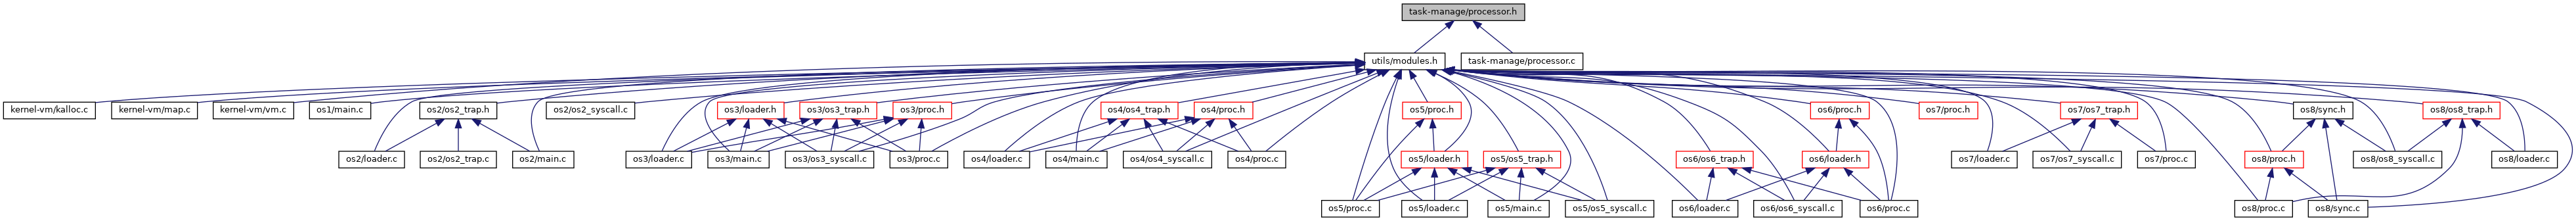 task-manage/processor.h
utils/modules.h
task-manage/processor.c
kernel-vm/kalloc.c
kernel-vm/map.c
kernel-vm/vm.c
os1/main.c
os2/os2_trap.h
os2/os2_syscall.c
os3/loader.h
os3/os3_trap.h
os3/proc.h
os4/os4_trap.h
os4/proc.h
os5/proc.h
os6/proc.h
os7/proc.h
os7/os7_trap.h
os8/sync.h
os8/os8_trap.h
os2/loader.c
os2/os2_trap.c
os2/main.c
os3/loader.c
os3/main.c
os3/os3_syscall.c
os3/proc.c
os4/loader.c
os4/main.c
os4/os4_syscall.c
os4/proc.c
os5/loader.h
os5/os5_trap.h
os6/os6_trap.h
os6/loader.h
os7/loader.c
os7/os7_syscall.c
os7/proc.c
os8/proc.h
os8/os8_syscall.c
os8/loader.c
os5/proc.c
os5/loader.c
os5/main.c
os5/os5_syscall.c
os6/loader.c
os6/os6_syscall.c
os6/proc.c
os8/proc.c
os8/sync.c